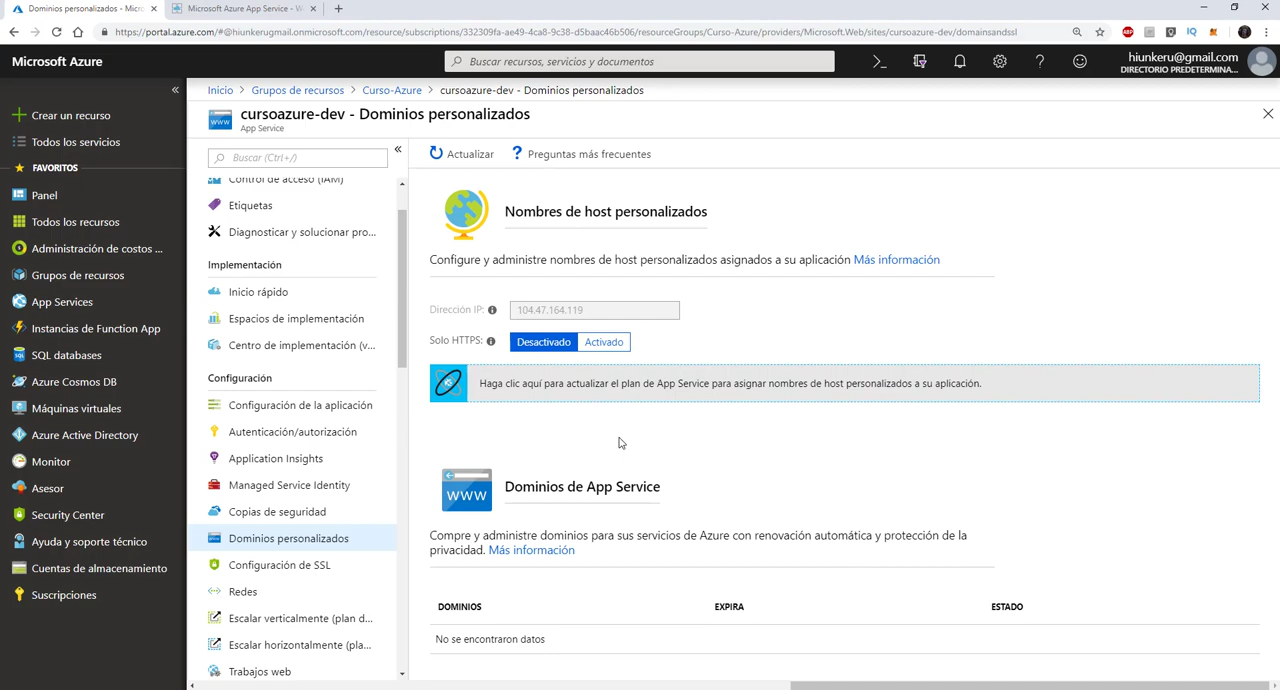 Dominios personalizados - Micro
Microsoft Azure App Service - W
https://portal.azure.com/#@hiunkerugmail.onmicrosoft.com/resource/subscriptions/332309fa-ae49-4ca8-9c38-d5baac46b506/resourceGroups/Curso-Azure/providers/Microsoft.Web/sites/cursoazure-dev/domainsandssl
Microsoft Azure
Buscar recursos, servicios y documentos
hiunkeru@gmail.com
DIRECTORIO PREDETERMINA...
Inicio > Grupos de recursos > Curso-Azure > cursoazure-dev - Dominios personalizados
cursoazure-dev - Dominios personalizados
App Service
Crear un recurso
Todos los servicios
FAVORITOS
Panel
Todos los recursos
Administración de costos ...
Grupos de recursos
App Services
Instancias de Function App
SQL databases
Azure Cosmos DB
Máquinas virtuales
Azure Active Directory
Monitor
Asesor
Security Center
Ayuda y soporte técnico
Cuentas de almacenamiento
Suscripciones
Buscar (Ctrl+/)
Control de acceso (IAM)
Etiquetas
Diagnosticar y solucionar pro...
Implementación
Inicio rápido
Espacios de implementación
Centro de implementación (v...
Configuración
Configuración de la aplicación
Autenticación/autorización
Application Insights
Managed Service Identity
Copias de seguridad
Dominios personalizados
Configuración de SSL
Redes
Escalar verticalmente (plan d...
Escalar horizontalmente (pla...
Trabajos web
Actualizar
Preguntas más frecuentes
Nombres de host personalizados
Configure y administre nombres de host personalizados asignados a su aplicación Más información
Dirección IP: 104.47.164.119
Solo HTTPS: Desactivado Activado
Haga clic aquí para actualizar el plan de App Service para asignar nombres de host personalizados a su aplicación.
WWW
Dominios de App Service
Compre y administre dominios para sus servicios de Azure con renovación automática y protección de la
privacidad. Más información
DOMINIOS EXPIRA ESTADO
No se encontraron datos